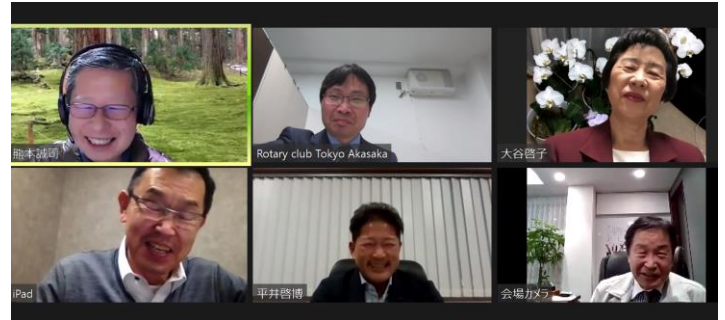 熊本誠司
Rotary club Tokyo Akasaka
大谷啓子
iPad
平井啓博
会場カメラ